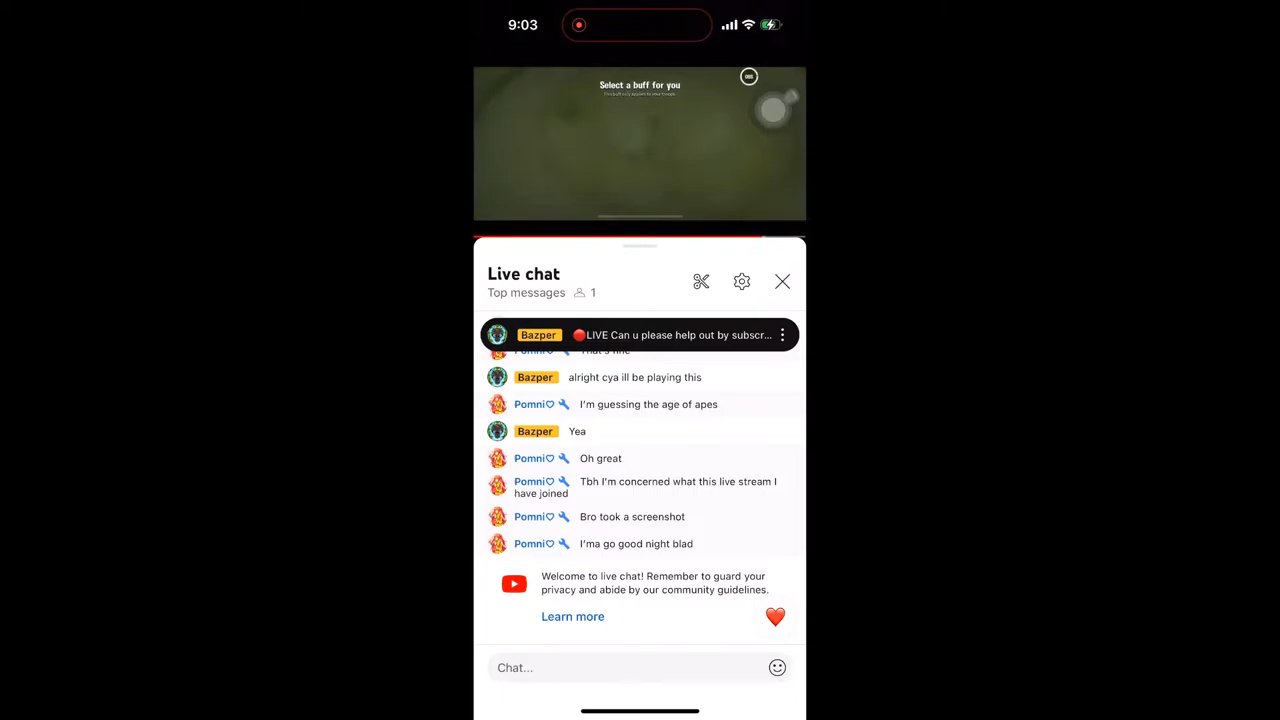 9:03
Select a buff for you
Live chat
Top messages 1
Bazper 🔴LIVE Can u please help out by subscr...
That's fine
Bazper alright cya ill be playing this
Pomni♡ I'm guessing the age of apes
Bazper Yea
Pomni♡ Oh great
Pomni♡ Tbh I'm concerned what this live stream I
have joined
Pomni♡ Bro took a screenshot
Pomni♡ I'ma go good night blad
Welcome to live chat! Remember to guard your
privacy and abide by our community guidelines.
Learn more
Chat...